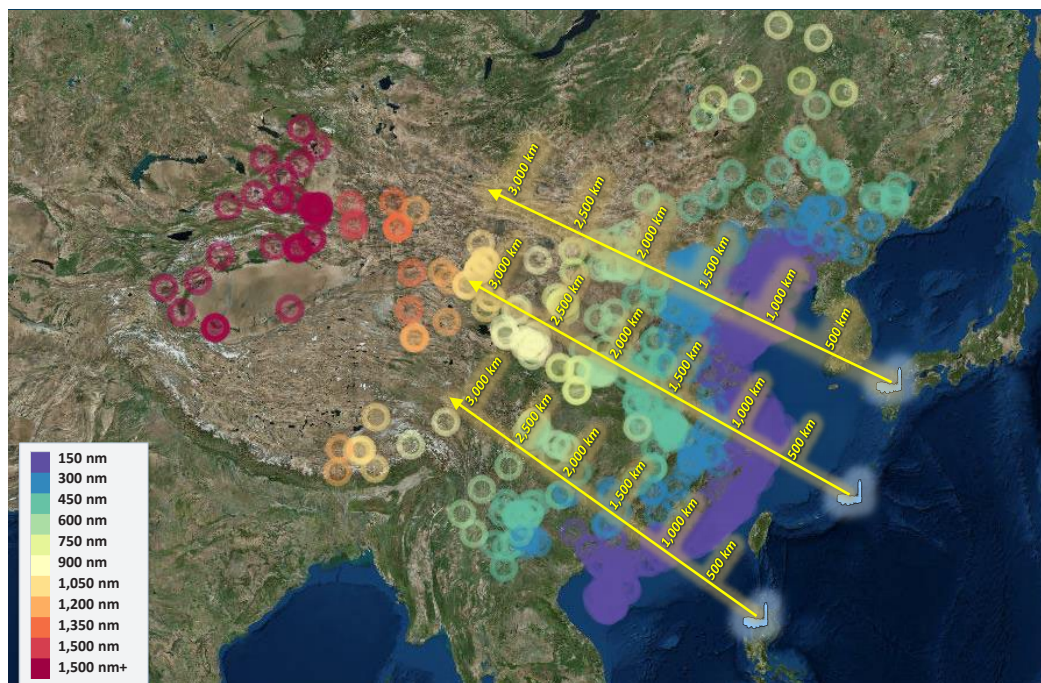 3,000 km
2,500 km
2,000 km
1,500 km
1,000 km
500 km
3,000 km
2,500 km
2,000 km
1,500 km
1,000 km
500 km
3,000 km
2,500 km
2,000 km
1,500 km
1,000 km
500 km
150 nm
300 nm
450 nm
600 nm
750 nm
900 nm
1,050 nm
1,200 nm
1,350 nm
1,500 nm
1,500 nm+